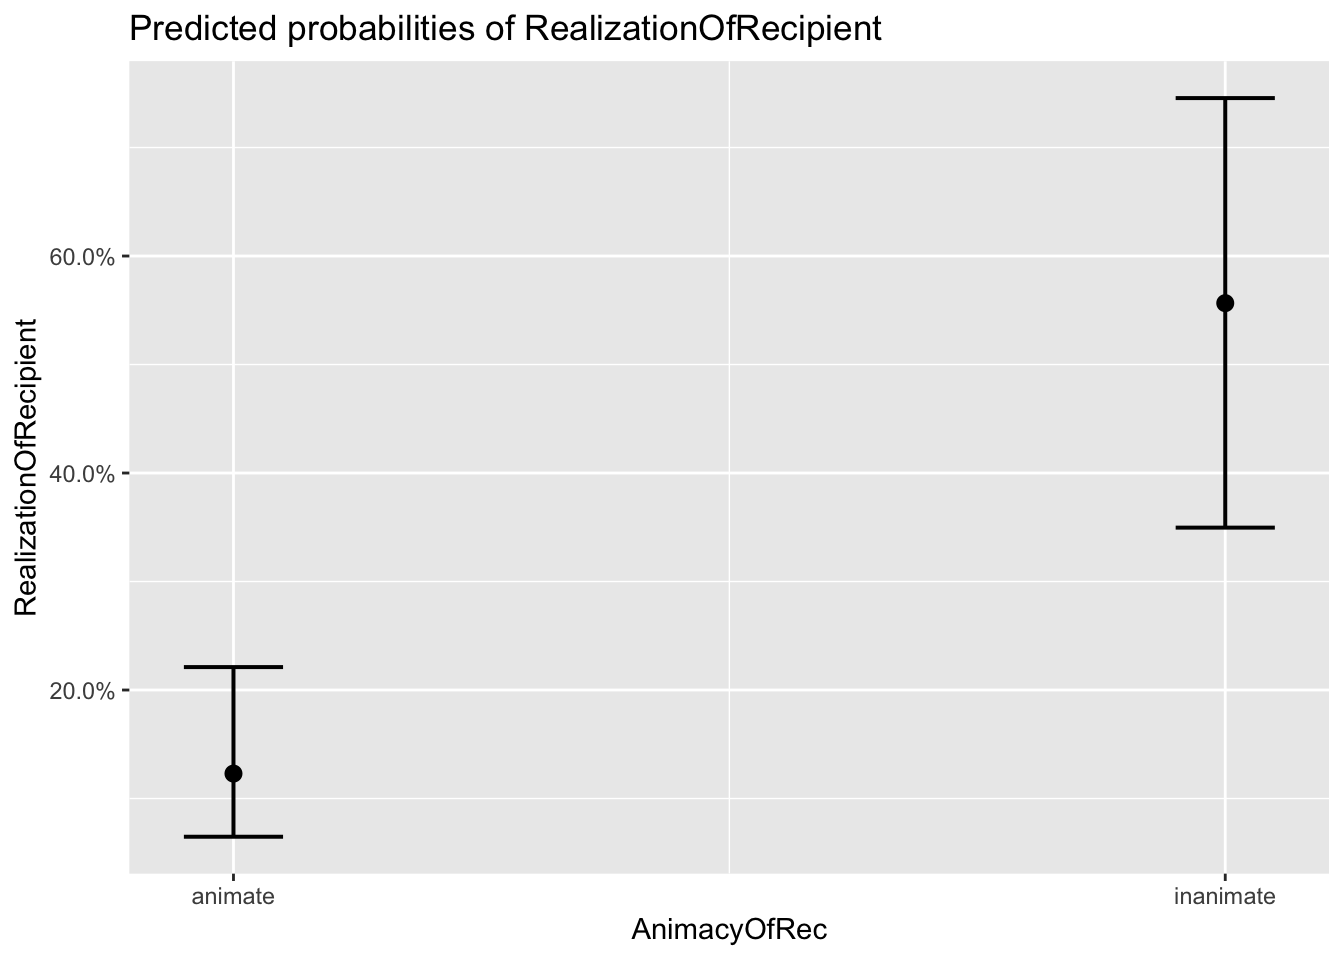 Predicted probabilities of RealizationOfRecipient
RealizationOfRecipient
60.0%
40.0%
20.0%
animate
inanimate
AnimacyOfRec